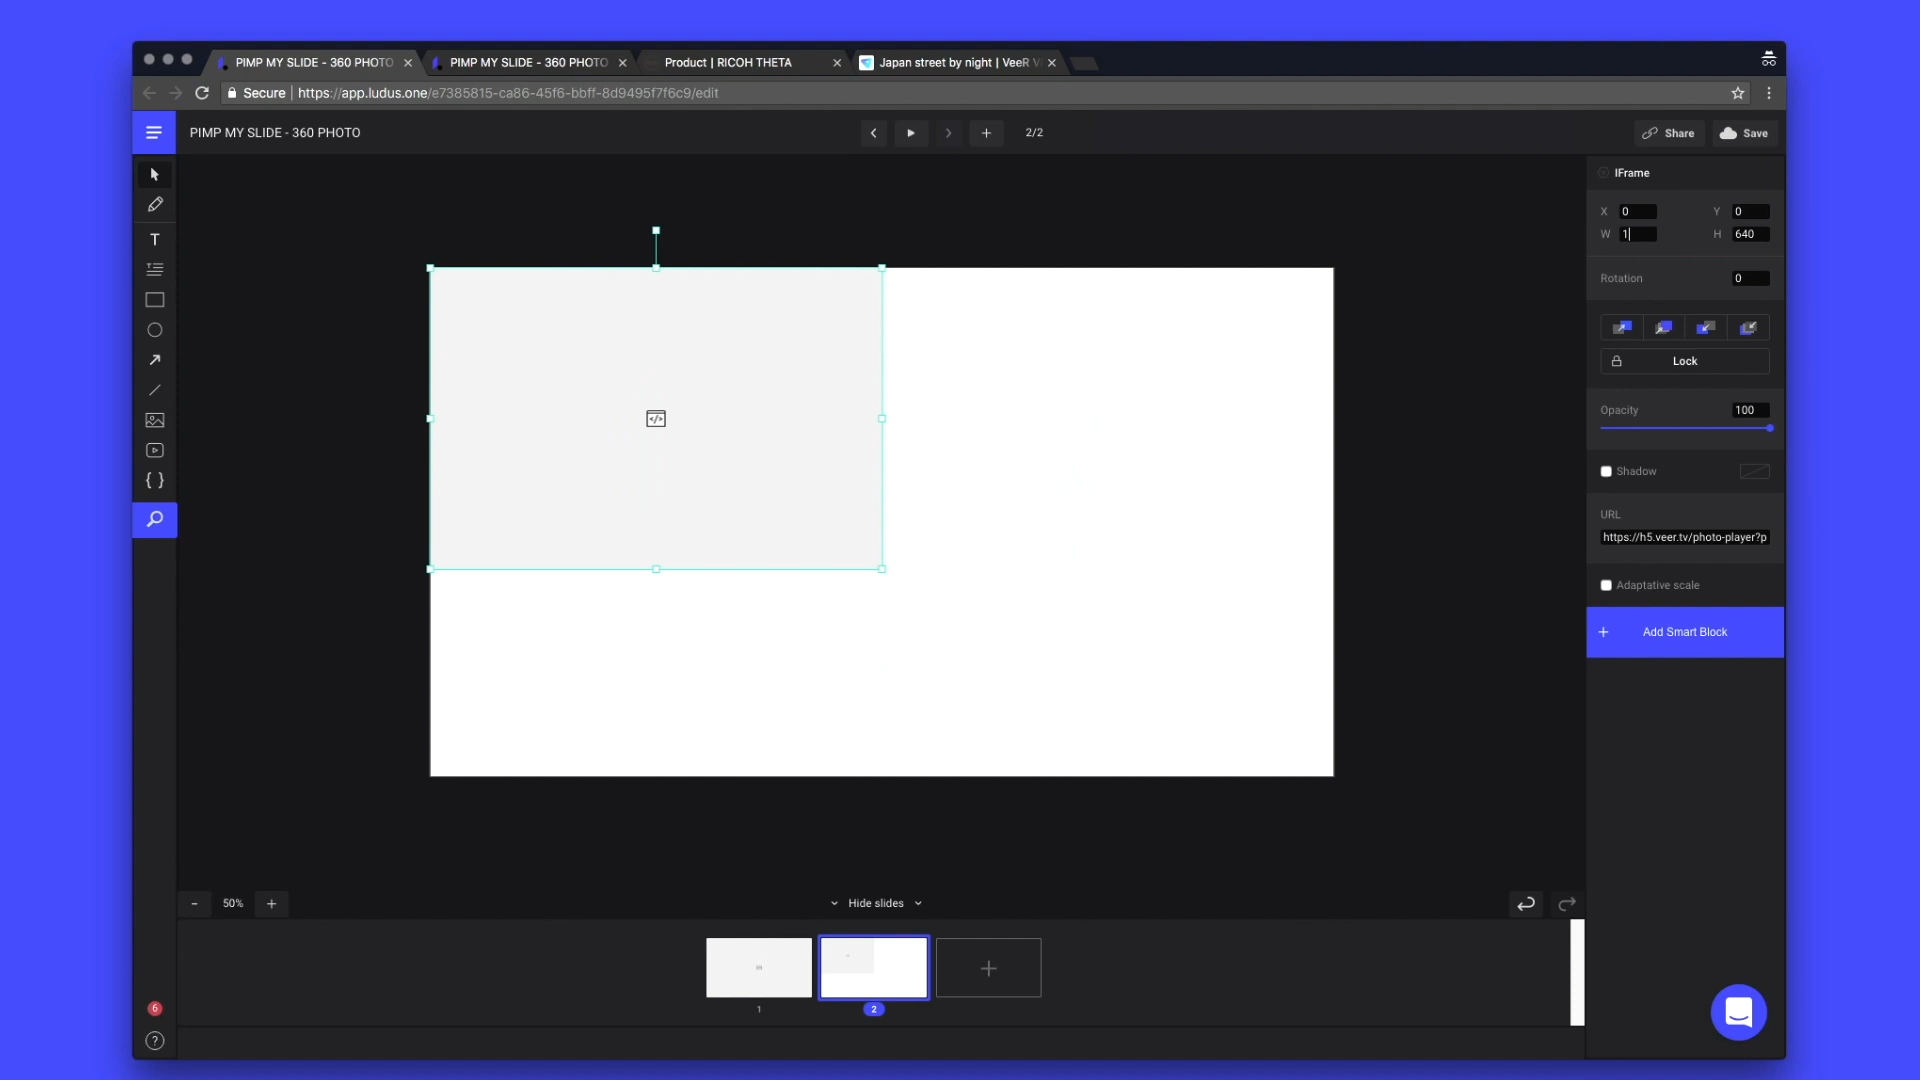 PIMP MY SLIDE - 360 PHOTO
PIMP MY SLIDE - 360 PHOTO
Product | RICOH THETA
Japan street by night | VeeR V
Secure | https://app.ludus.one/e7385815-ca86-45f6-bbff-8d9495f7f6c9/edit
PIMP MY SLIDE - 360 PHOTO
2/2
Share
Save
IFrame
X 0 Y 0
W 1 H 640
Rotation 0
Lock
Opacity 100
Shadow
URL
https://h5.veer.tv/photo-player?p
Adaptative scale
+ Add Smart Block
T
{ }
</>
- 50% +
Hide slides
1
2
6
?